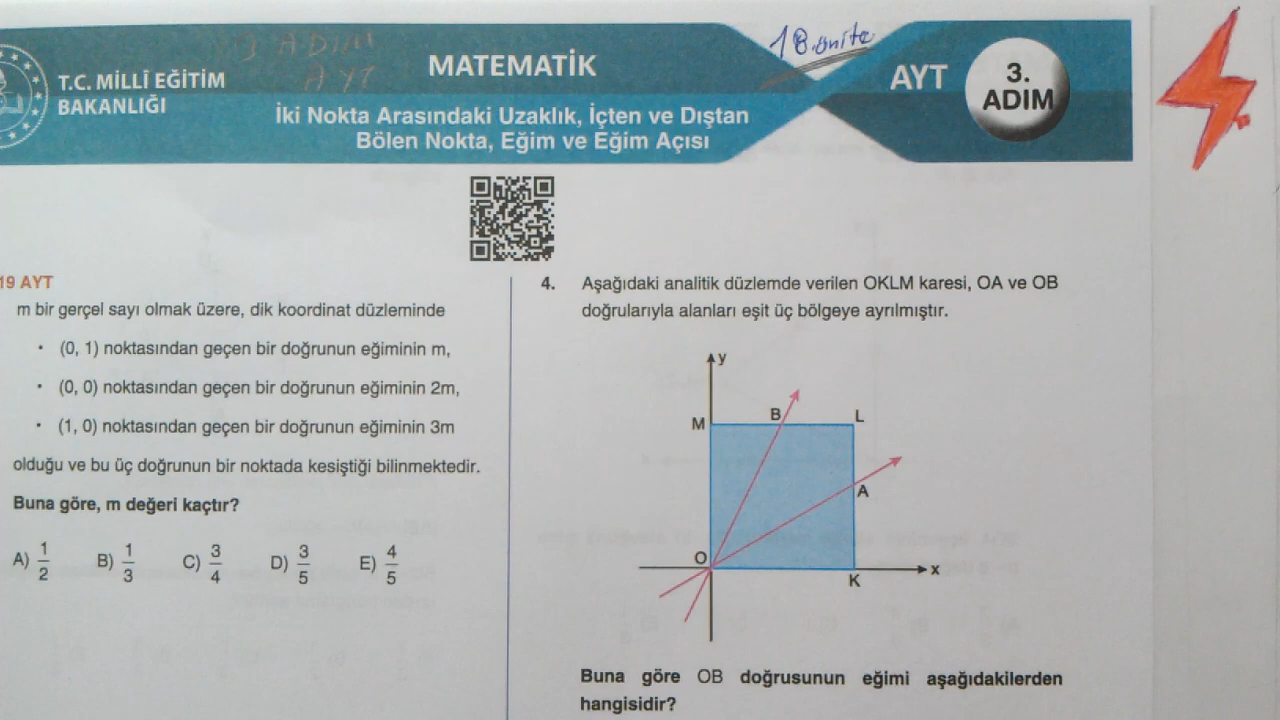 3 ADIM
AYT
18.ünite
T.C. MİLLÎ EĞİTİM
BAKANLIĞI
MATEMATİK
İki Nokta Arasındaki Uzaklık, İçten ve Dıştan
Bölen Nokta, Eğim ve Eğim Açısı
AYT
3.
ADIM
19 AYT
m bir gerçel sayı olmak üzere, dik koordinat düzleminde
• (0, 1) noktasından geçen bir doğrunun eğiminin m,
• (0, 0) noktasından geçen bir doğrunun eğiminin 2m,
• (1, 0) noktasından geçen bir doğrunun eğiminin 3m
olduğu ve bu üç doğrunun bir noktada kesiştiği bilinmektedir.
Buna göre, m değeri kaçtır?
A) 1/2 B) 1/3 C) 3/4 D) 3/5 E) 4/5
4. Aşağıdaki analitik düzlemde verilen OKLM karesi, OA ve OB
doğrularıyla alanları eşit üç bölgeye ayrılmıştır.
y
M B L
A
O
K x
Buna göre OB doğrusunun eğimi aşağıdakilerden
hangisidir?